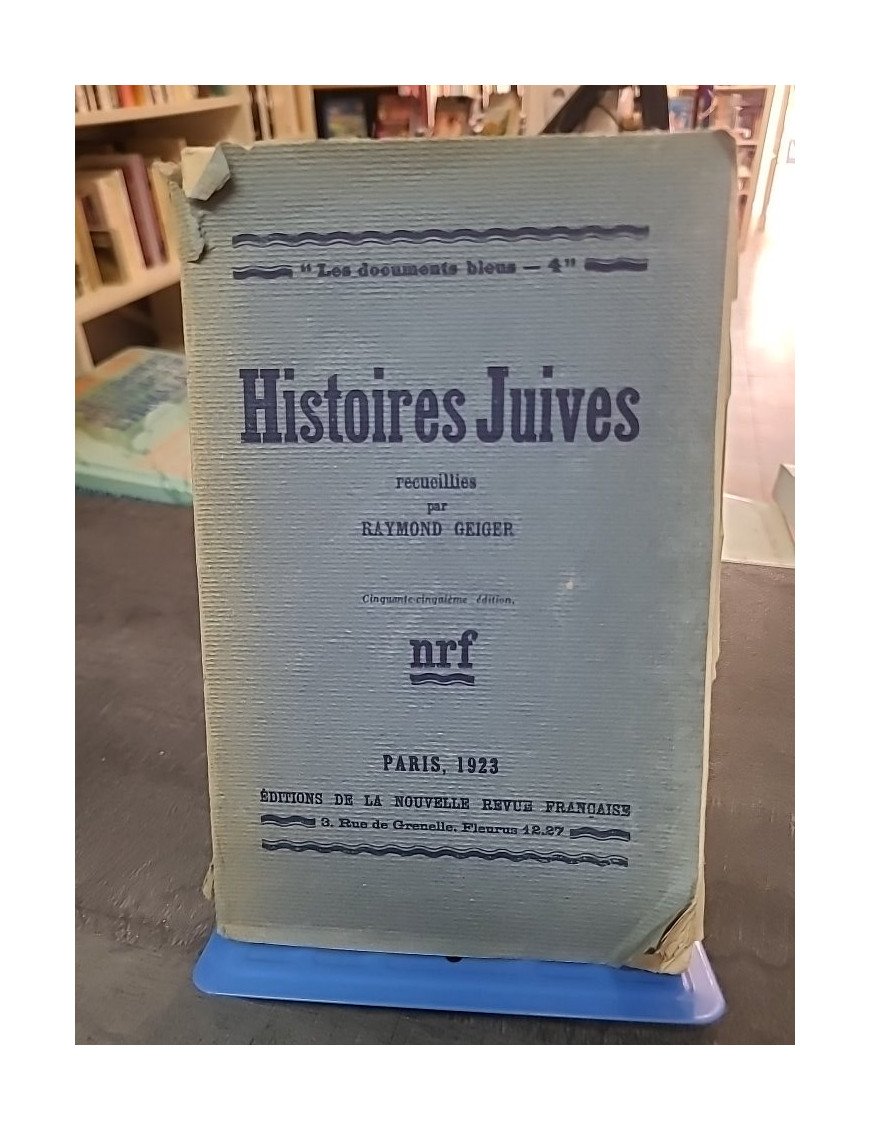 "Les documents bleus — 4"
Histoires Juives
recueillies
par
RAYMOND GEIGER
Cinquante-cinquième édition.
nrf
PARIS, 1923
ÉDITIONS DE LA NOUVELLE REVUE FRANÇAISE
3, Rue de Grenelle. Fleurus 12.27